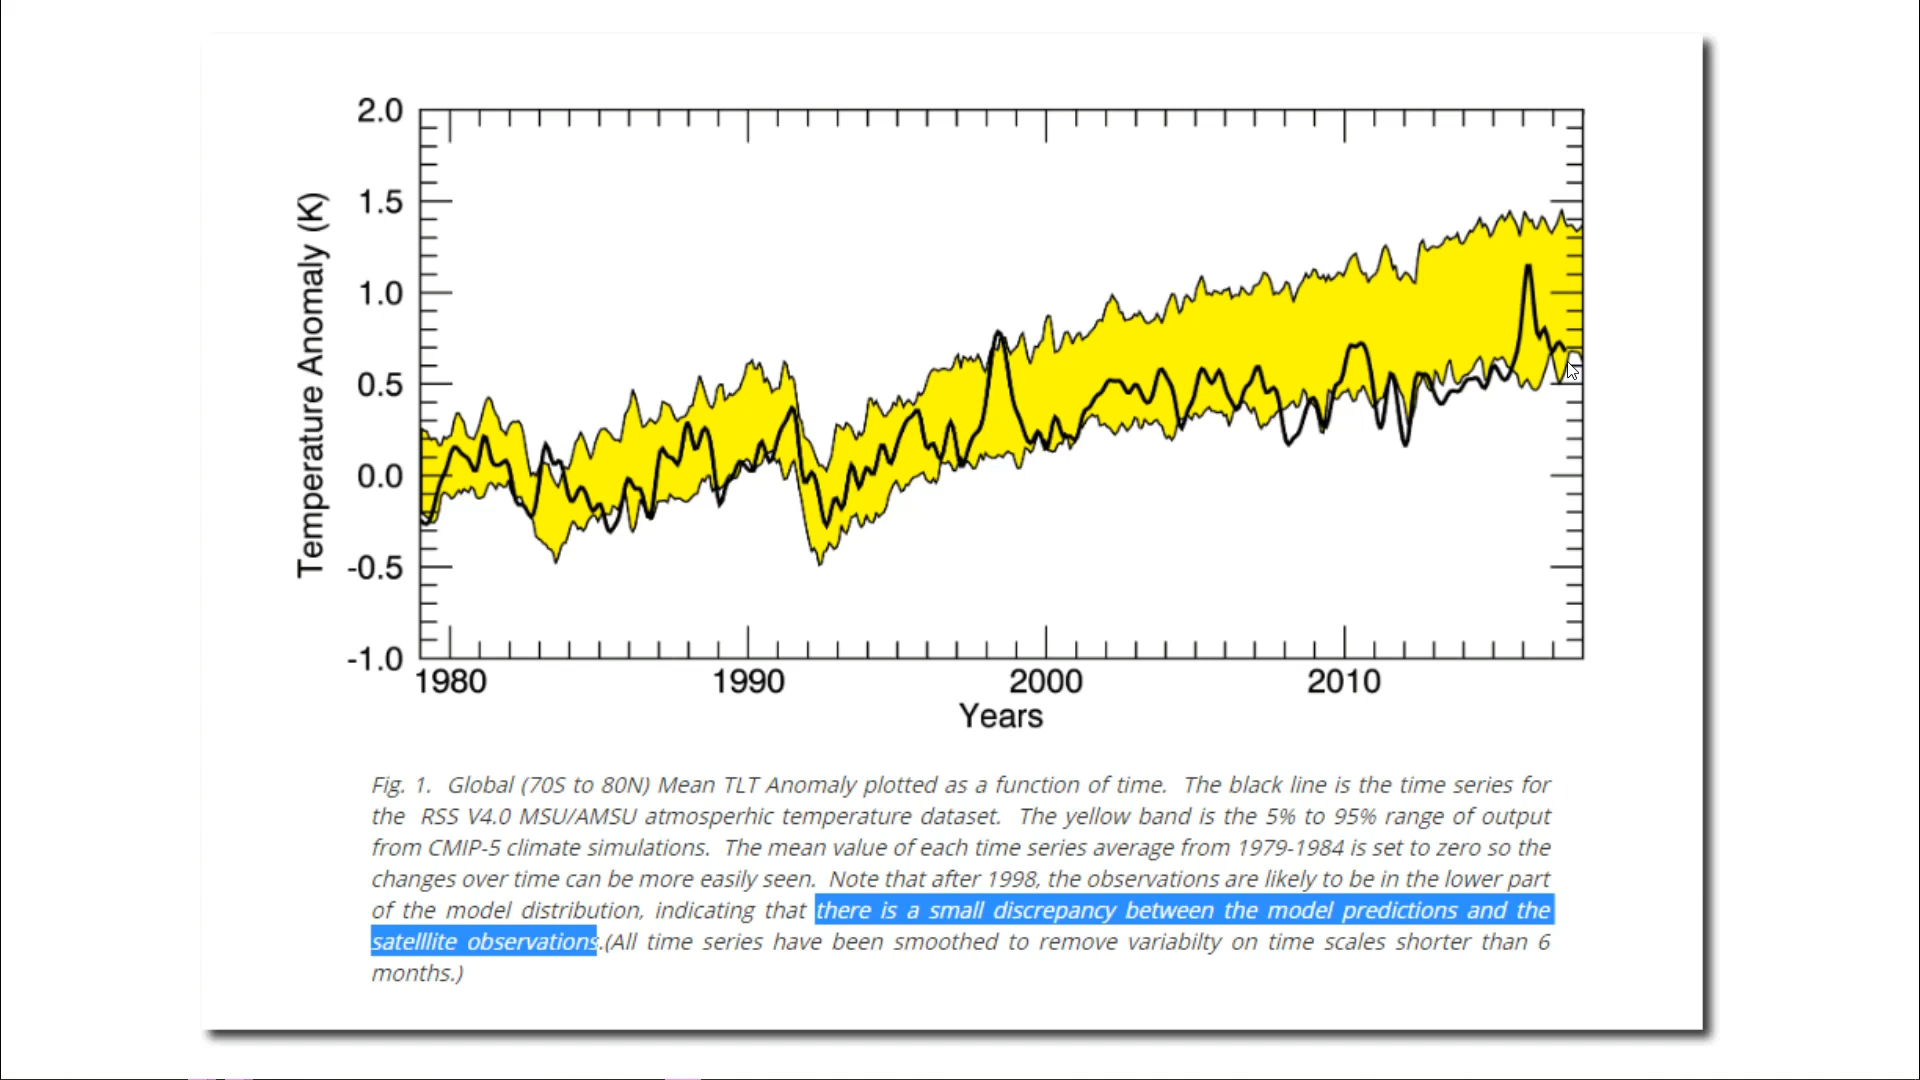 2.0
1.5
1.0
0.5
0.0
-0.5
-1.0
Temperature Anomaly (K)
1980 1990 2000 2010
Years
Fig. 1. Global (70S to 80N) Mean TLT Anomaly plotted as a function of time. The black line is the time series for
the RSS V4.0 MSU/AMSU atmosperhic temperature dataset. The yellow band is the 5% to 95% range of output
from CMIP-5 climate simulations. The mean value of each time series average from 1979-1984 is set to zero so the
changes over time can be more easily seen. Note that after 1998, the observations are likely to be in the lower part
of the model distribution, indicating that there is a small discrepancy between the model predictions and the
satelllite observations.(All time series have been smoothed to remove variabilty on time scales shorter than 6
months.)